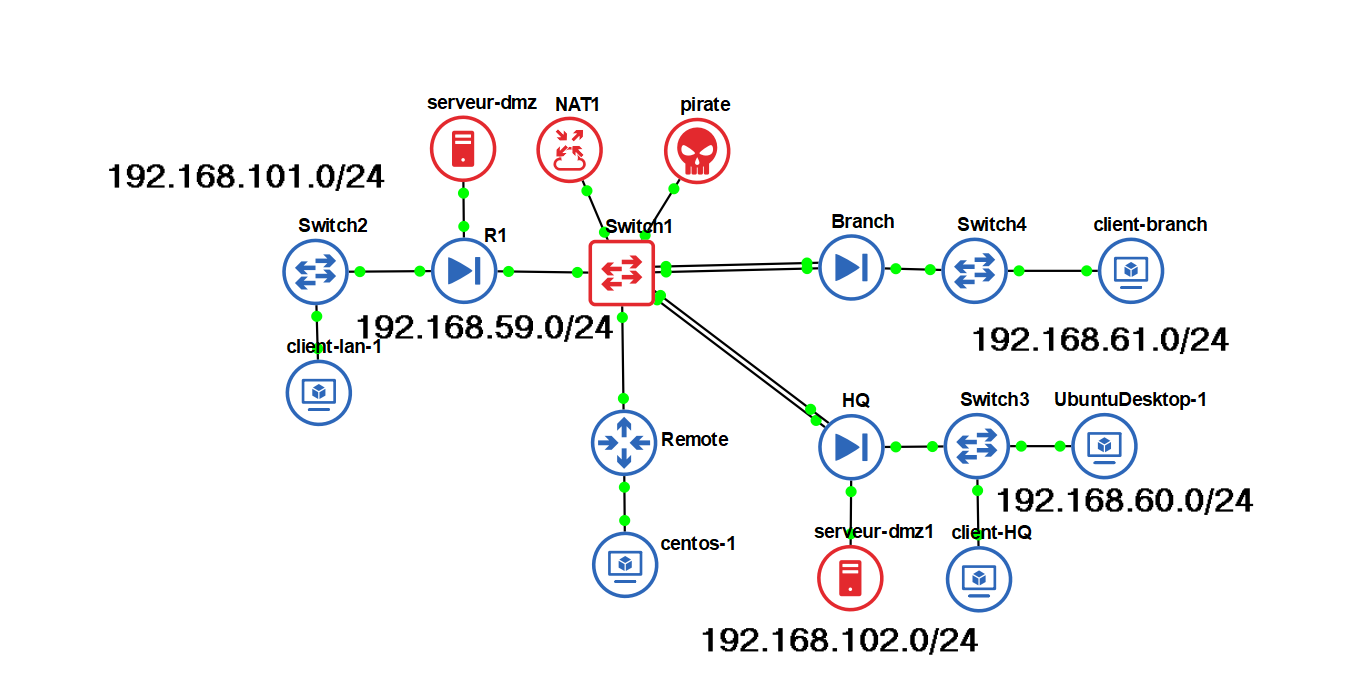 serveur-dmz
NAT1
pirate
192.168.101.0/24
Switch2
R1
Switch1
Branch
Switch4
client-branch
192.168.59.0/24
client-lan-1
192.168.61.0/24
HQ
Switch3
UbuntuDesktop-1
Remote
192.168.60.0/24
serveur-dmz1
client-HQ
centos-1
192.168.102.0/24